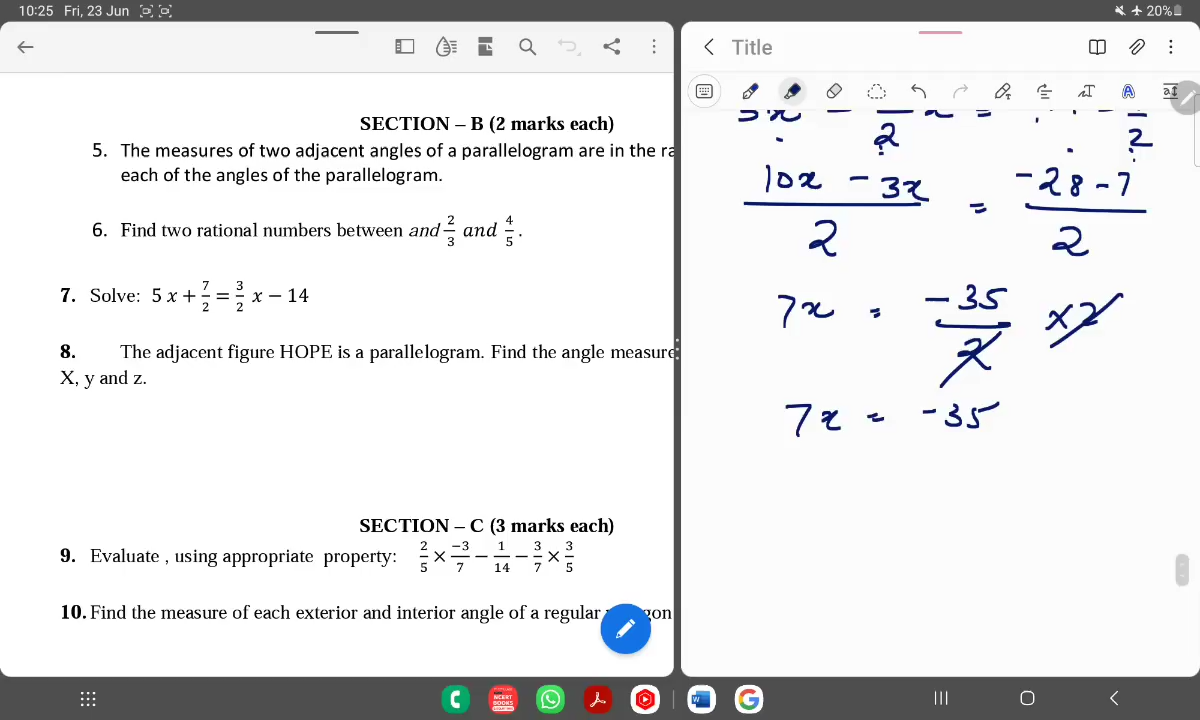 10:25 Fri, 23 Jun 20%
Title
SECTION – B (2 marks each)
5. The measures of two adjacent angles of a parallelogram are in the ra
each of the angles of the parallelogram.
6. Find two rational numbers between and 2/3 and 4/5.
7. Solve: 5 x + 7/2 = 3/2 x − 14
8. The adjacent figure HOPE is a parallelogram. Find the angle measure
X, y and z.
SECTION – C (3 marks each)
9. Evaluate , using appropriate property: 2/5 × −3/7 − 1/14 − 3/7 × 3/5
10. Find the measure of each exterior and interior angle of a regular
(10x − 3x)/2 = (−28 − 7)/2
7x = −35/2 ×2
7x = −35
NCERT
BOOKS